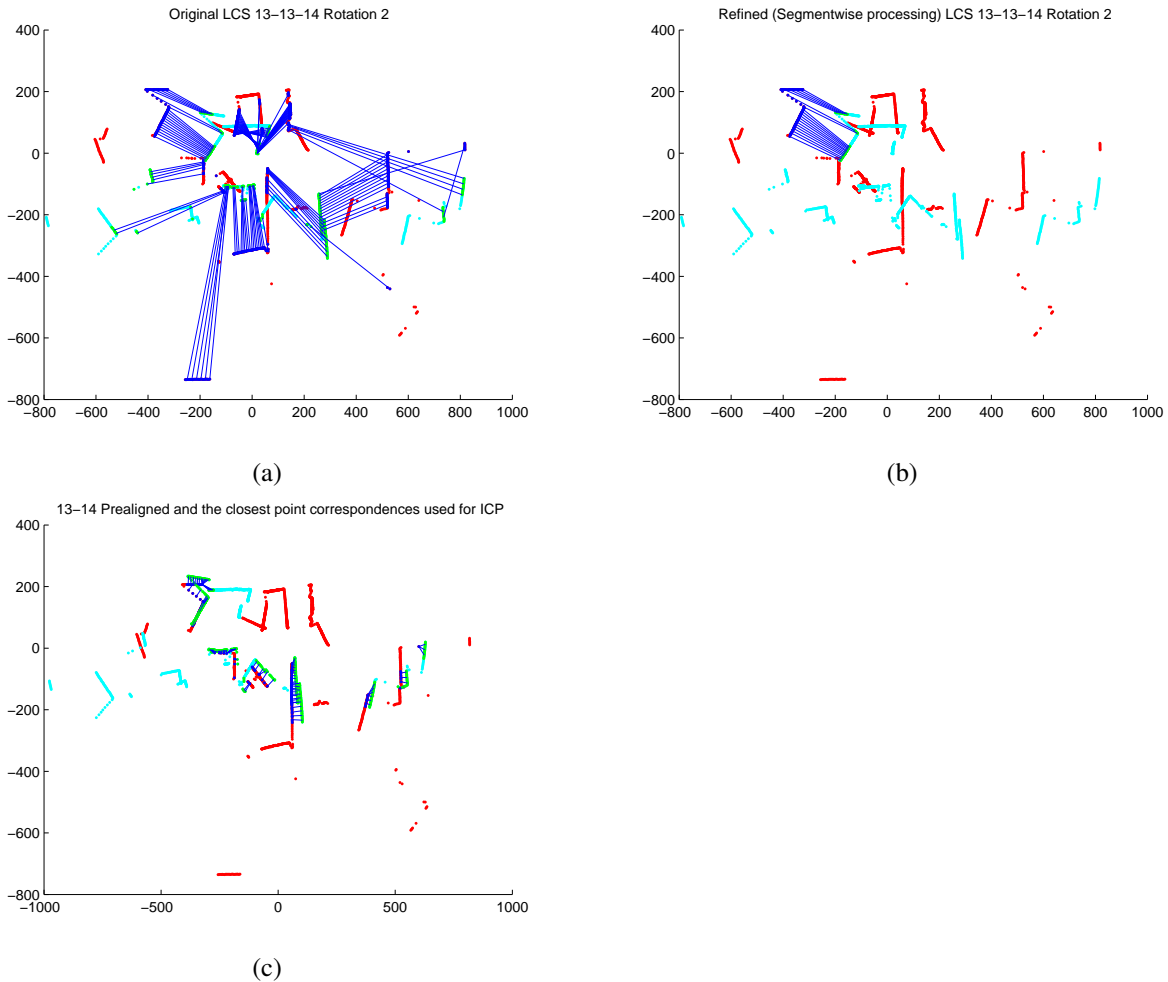 Original LCS 13−13−14 Rotation 2
400
200
0
−200
−400
−600
−800
−800 −600 −400 −200 0 200 400 600 800 1000
(a)
Refined (Segmentwise processing) LCS 13−13−14 Rotation 2
400
200
0
−200
−400
−600
−800
−800 −600 −400 −200 0 200 400 600 800 1000
(b)
13−14 Prealigned and the closest point correspondences used for ICP
400
200
0
−200
−400
−600
−800
−1000 −500 0 500 1000
(c)